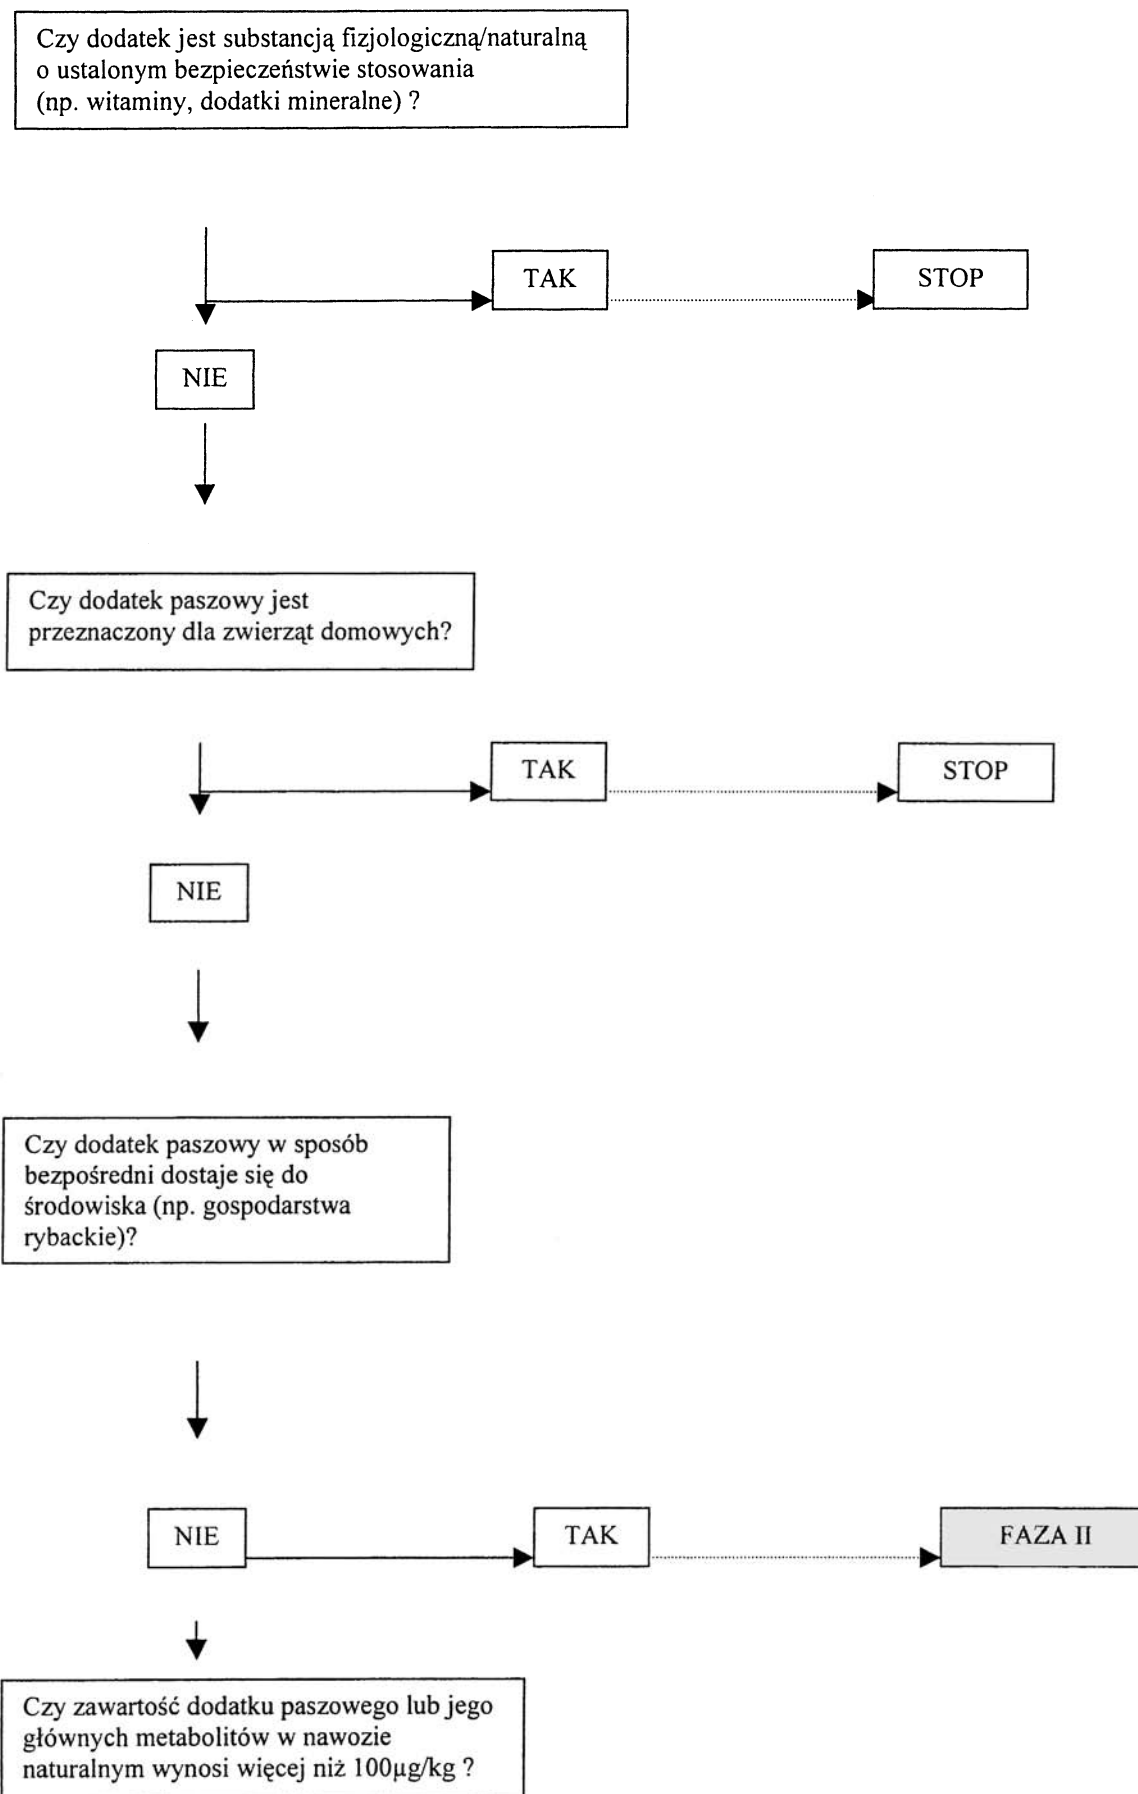 Czy dodatek jest substancją fizjologiczną/naturalną
o ustalonym bezpieczeństwie stosowania
(np. witaminy, dodatki mineralne) ?
TAK
STOP
NIE
Czy dodatek paszowy jest
przeznaczony dla zwierząt domowych?
TAK
STOP
NIE
Czy dodatek paszowy w sposób
bezpośredni dostaje się do
środowiska (np. gospodarstwa
rybackie)?
NIE
TAK
FAZA II
Czy zawartość dodatku paszowego lub jego
głównych metabolitów w nawozie
naturalnym wynosi więcej niż 100µg/kg ?